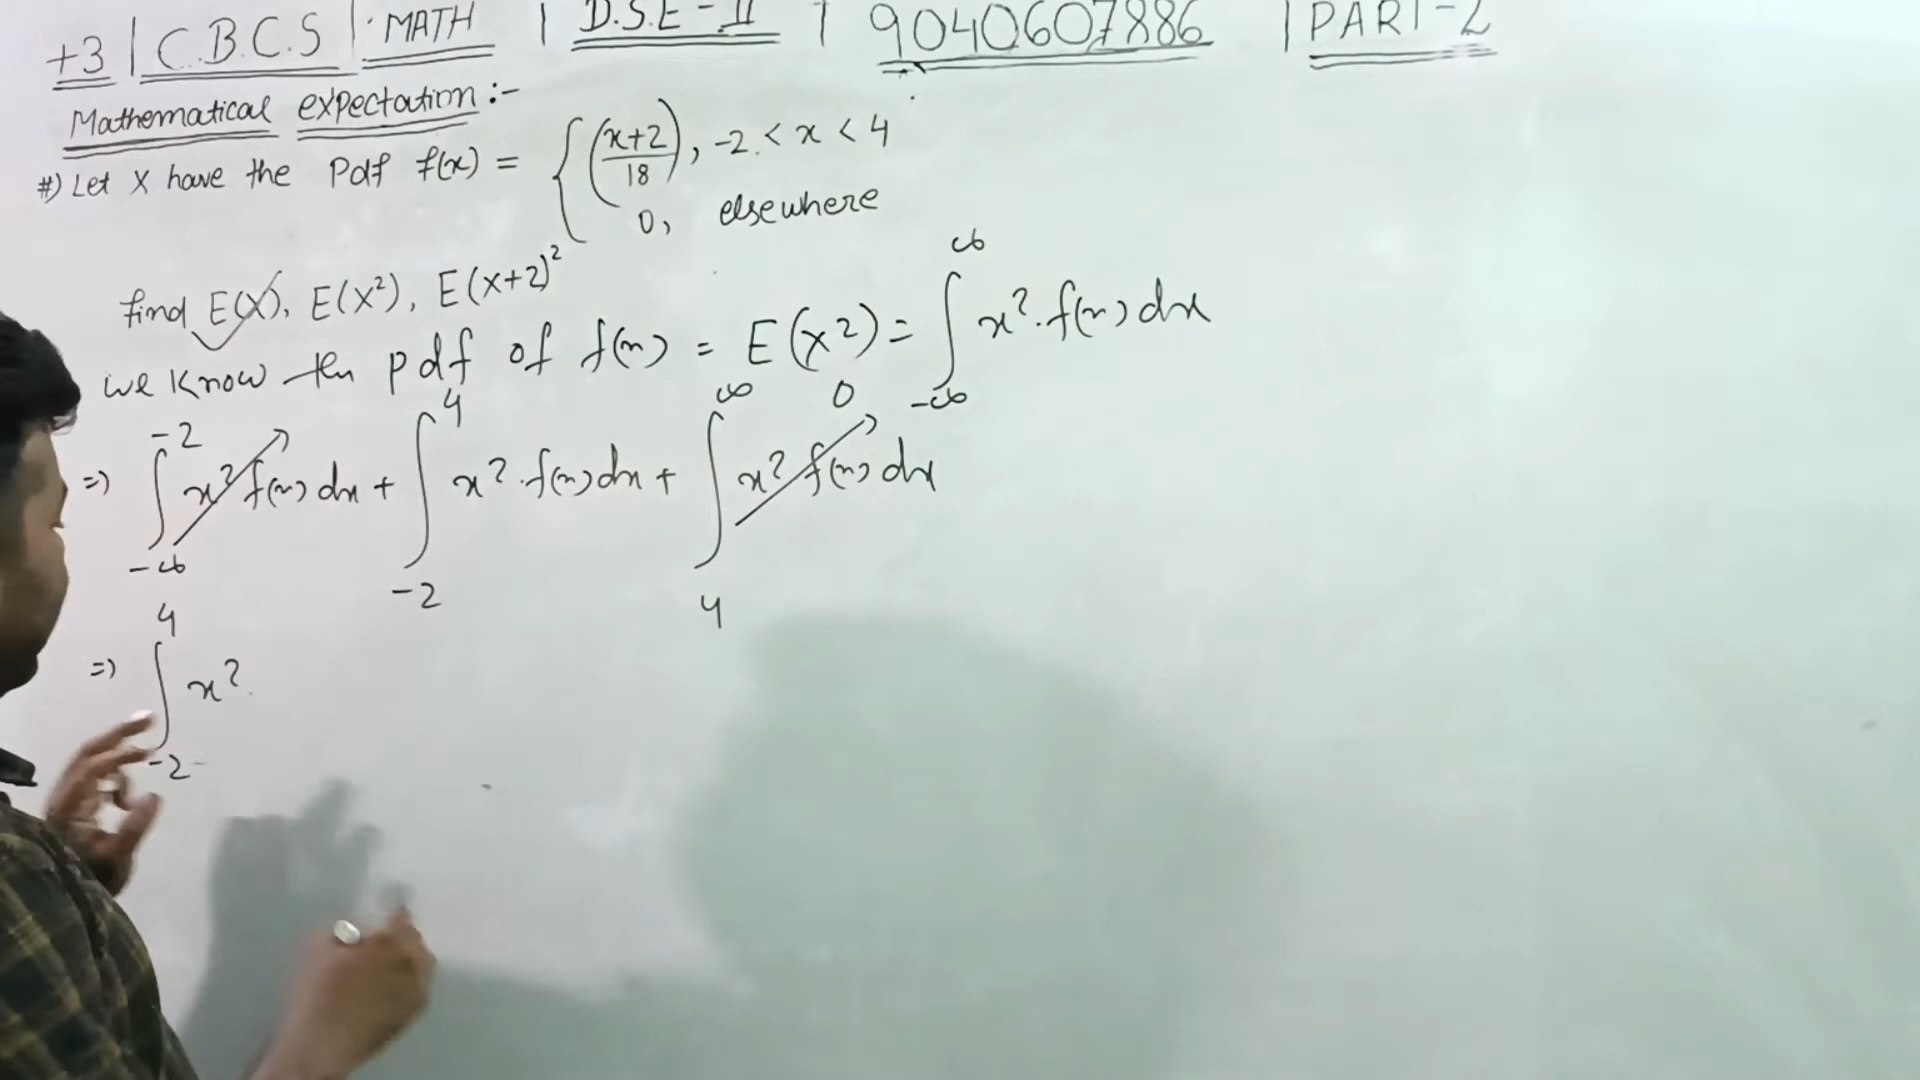 +3 | C.B.C.S | MATH | D.S.E-II | 9040607886 | PART-2
Mathematical expectation :-
#) Let X have the Pdf f(x) = { (x+2/18), -2 < x < 4
0, elsewhere
find E(X), E(X²), E(X+2)²
we know the pdf of f(x) = E(x²) = ∫_{-∞}^{∞} x².f(x) dx
=) ∫_{-∞}^{-2} x² f(x) dx + ∫_{-2}^{4} x².f(x) dx + ∫_{4}^{∞} x² f(x) dx 0
=) ∫_{-2}^{4} x².